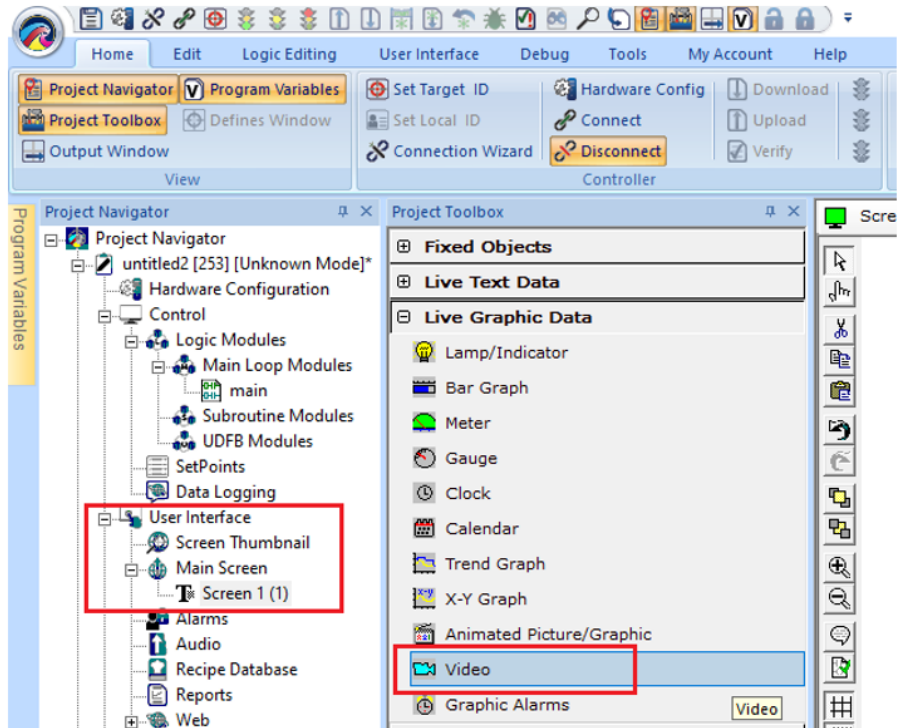 Home Edit Logic Editing User Interface Debug Tools My Account Help
Project Navigator Program Variables
Project Toolbox Defines Window
Output Window
View
Set Target ID Hardware Config Download
Set Local ID Connect Upload
Connection Wizard Disconnect Verify
Controller
Program Variables
Project Navigator
Project Navigator
untitled2 [253] [Unknown Mode]*
Hardware Configuration
Control
Logic Modules
Main Loop Modules
main
Subroutine Modules
UDFB Modules
SetPoints
Data Logging
User Interface
Screen Thumbnail
Main Screen
Screen 1 (1)
Alarms
Audio
Recipe Database
Reports
Web
Project Toolbox
Fixed Objects
Live Text Data
Live Graphic Data
Lamp/Indicator
Bar Graph
Meter
Gauge
Clock
Calendar
Trend Graph
X-Y Graph
Animated Picture/Graphic
Video
Graphic Alarms
Video
Scre